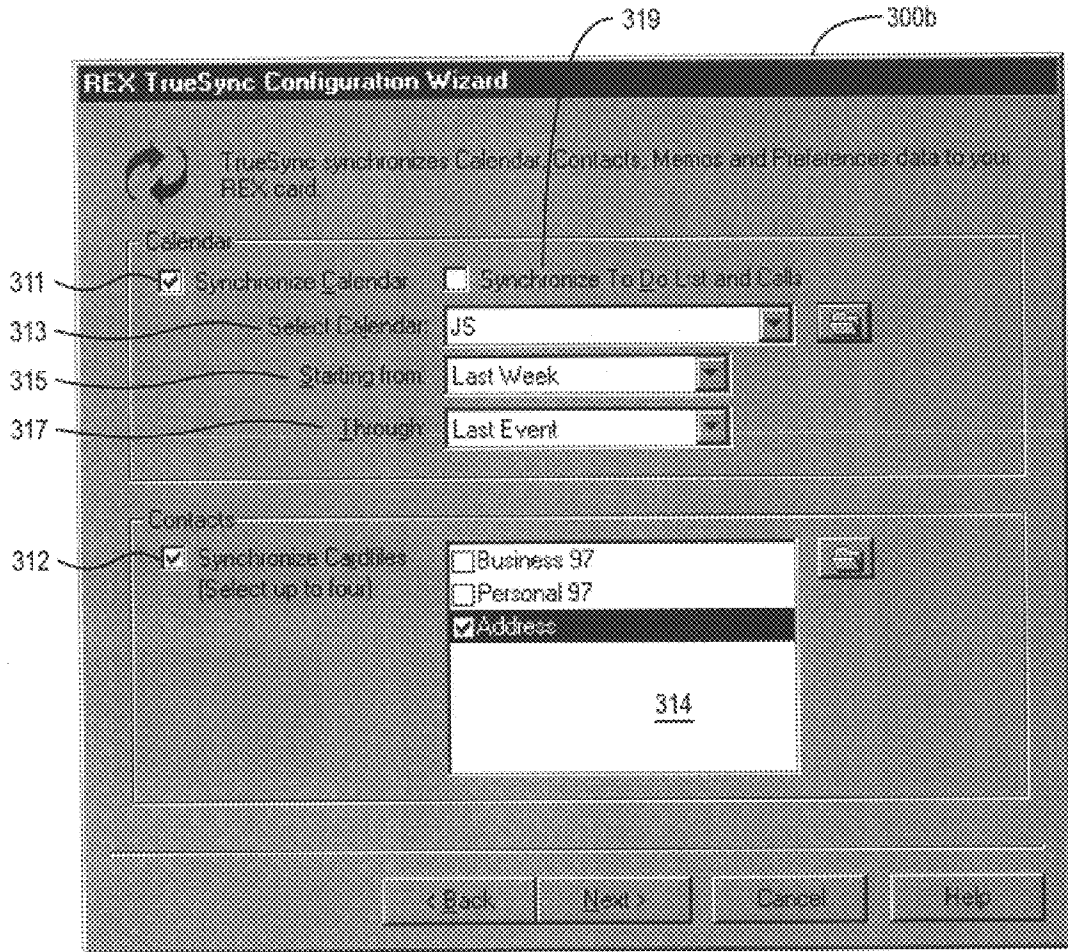 319
300b
REX TrueSync Configuration Wizard
TrueSync synchronizes Calendar, Contacts, Memos and Preferences data to your
REX card.
Calendar
311
Synchronize Calendar
Synchronize To Do List and Calls
313
Select Calendar
JS
315
Starting from
Last Week
317
Through
Last Event
Contacts
312
Synchronize Cardfiles
(Select up to four)
Business 97
Personal 97
Address
314
< Back
Next >
Cancel
Help